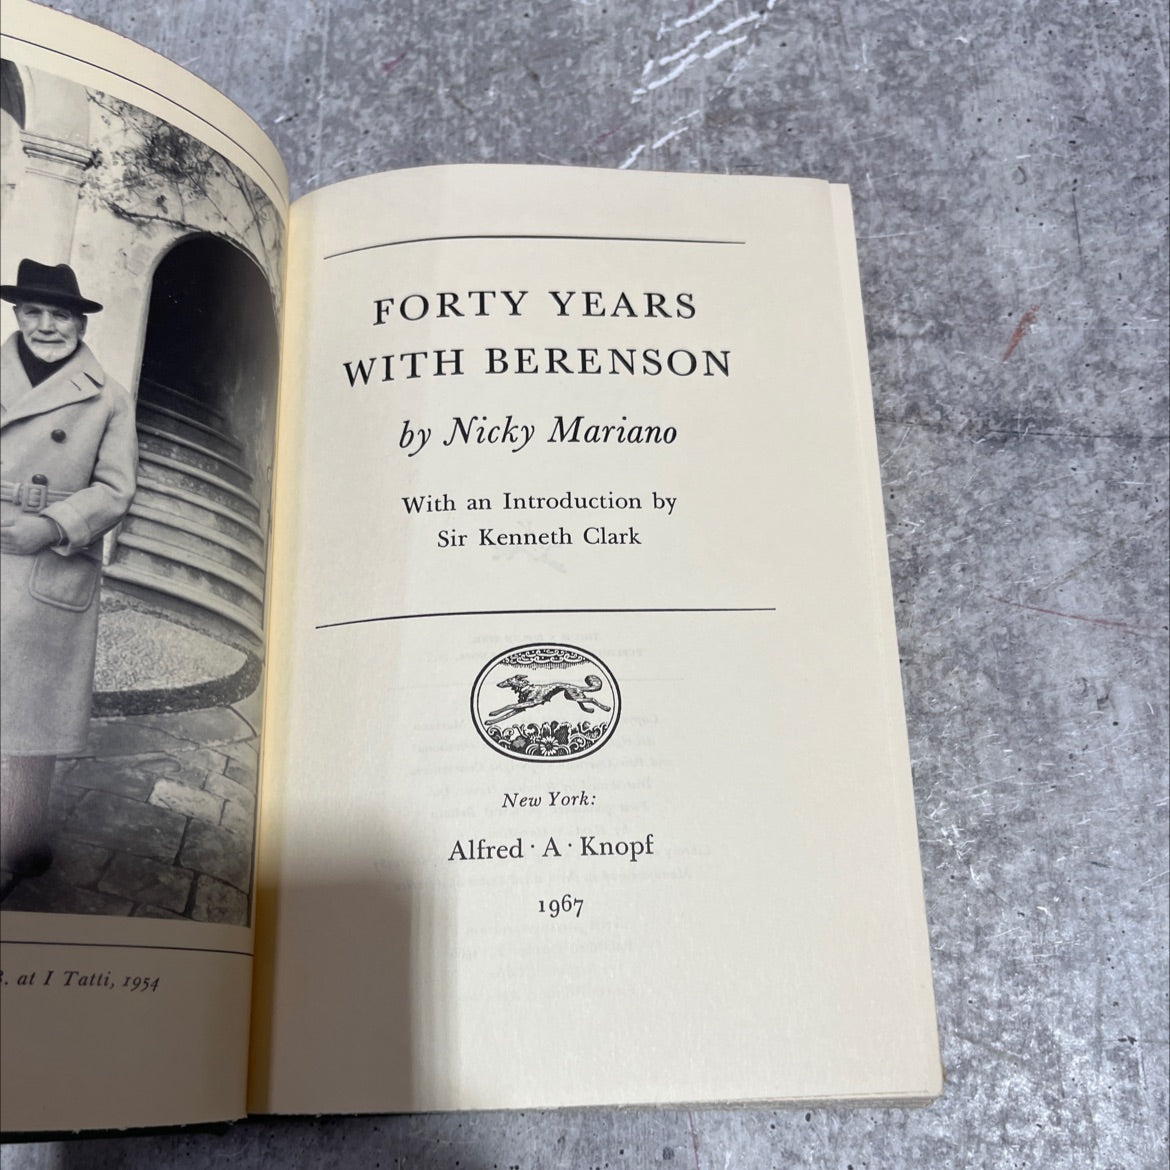 B. at I Tatti, 1954
FORTY YEARS
WITH BERENSON
by Nicky Mariano
With an Introduction by
Sir Kenneth Clark
New York:
Alfred · A · Knopf
1967